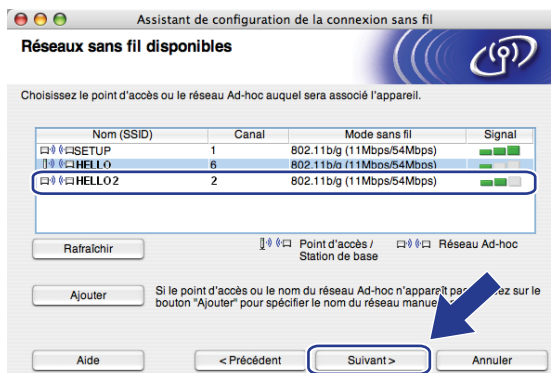 Assistant de configuration de la connexion sans fil
Réseaux sans fil disponibles
Choisissez le point d'accès ou le réseau Ad-hoc auquel sera associé l'appareil.
Nom (SSID) Canal Mode sans fil Signal
SETUP 1 802.11b/g (11Mbps/54Mbps)
HELLO 6 802.11b/g (11Mbps/54Mbps)
HELLO2 2 802.11b/g (11Mbps/54Mbps)
Rafraîchir
Point d'accès / Station de base
Réseau Ad-hoc
Ajouter
Si le point d'accès ou le nom du réseau Ad-hoc n'apparaît sur le
bouton "Ajouter" pour spécifier le nom du réseau
Aide < Précédent Suivant > Annuler